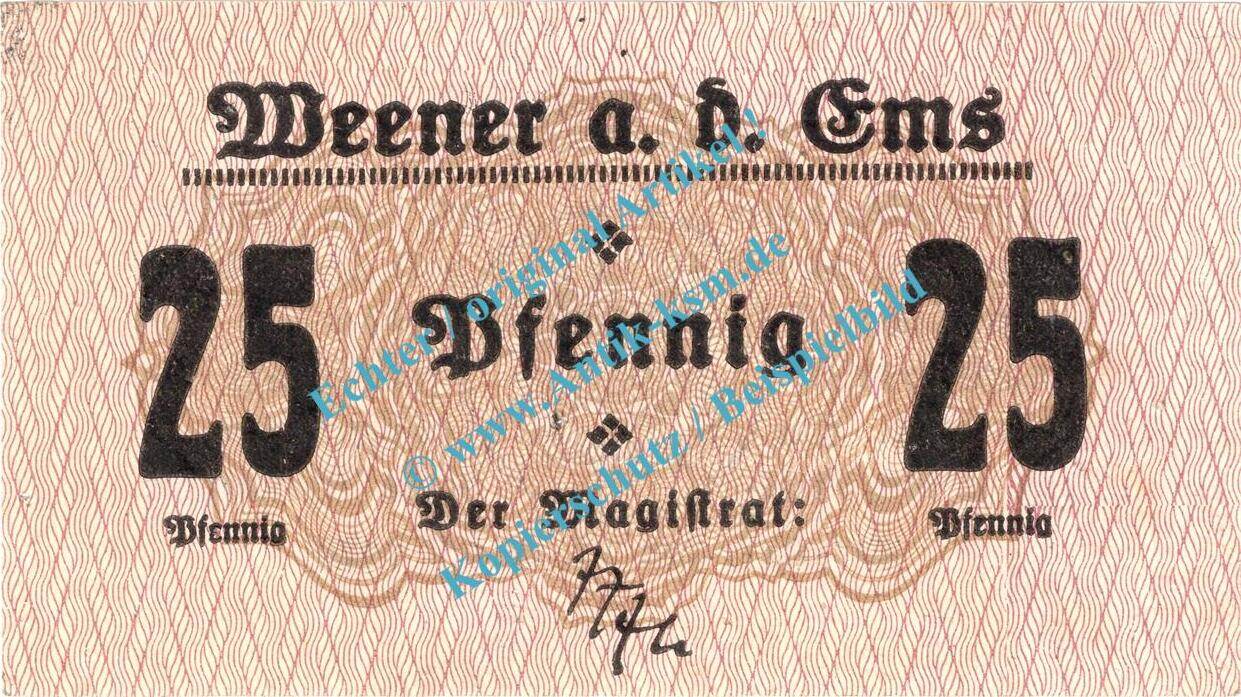 Weener a. d. Ems
25 Pfennig 25
Pfennig Pfennig
Der Magistrat:
Echter / original Artikel !
© www.Antik-ksm.de
Kopierschutz / Beispielbild